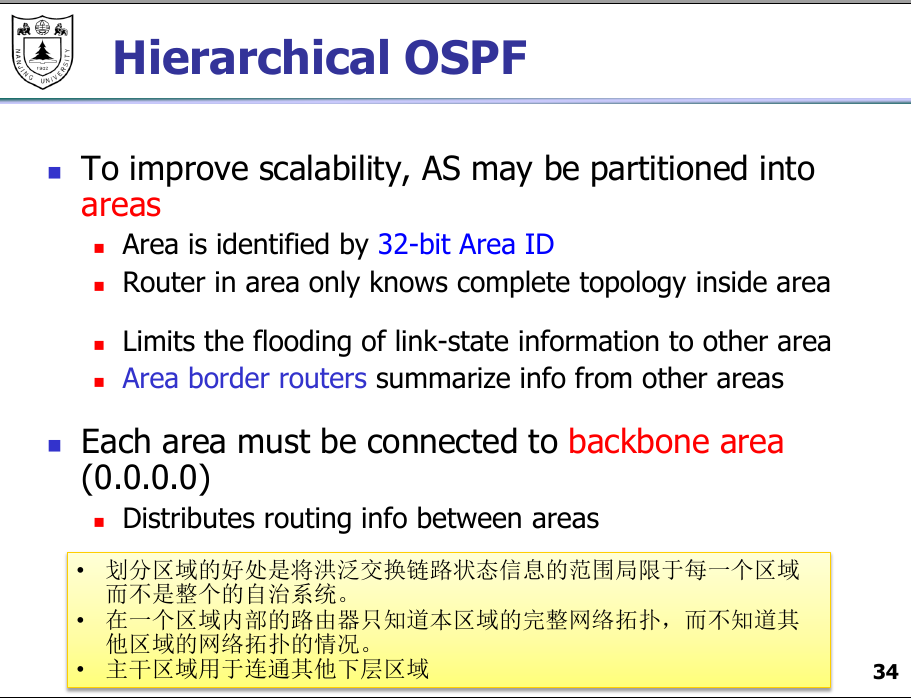 NANJING UNIVERSITY
1902
Hierarchical OSPF
To improve scalability, AS may be partitioned into
areas
Area is identified by 32-bit Area ID
Router in area only knows complete topology inside area
Limits the flooding of link-state information to other area
Area border routers summarize info from other areas
Each area must be connected to backbone area
(0.0.0.0)
Distributes routing info between areas
• 划分区域的好处是将洪泛交换链路状态信息的范围局限于每一个区域
而不是整个的自治系统。
• 在一个区域内部的路由器只知道本区域的完整网络拓扑，而不知道其
他区域的网络拓扑的情况。
• 主干区域用于连通其他下层区域
34